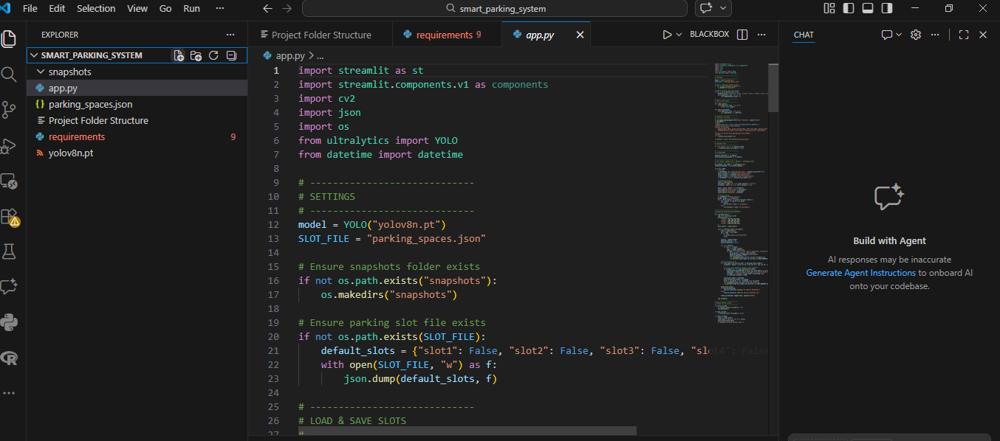 File Edit Selection View Go Run ···
smart_parking_system
EXPLORER ···
SMART_PARKING_SYSTEM
snapshots
app.py
{} parking_spaces.json
Project Folder Structure
requirements 9
yolov8n.pt
Project Folder Structure
requirements 9
app.py
BLACKBOX
app.py > ...
1 import streamlit as st
2 import streamlit.components.v1 as components
3 import cv2
4 import json
5 import os
6 from ultralytics import YOLO
7 from datetime import datetime
8
9 # -----------------------------
10 # SETTINGS
11 # -----------------------------
12 model = YOLO("yolov8n.pt")
13 SLOT_FILE = "parking_spaces.json"
14
15 # Ensure snapshots folder exists
16 if not os.path.exists("snapshots"):
17     os.makedirs("snapshots")
18
19 # Ensure parking slot file exists
20 if not os.path.exists(SLOT_FILE):
21     default_slots = {"slot1": False, "slot2": False, "slot3": False, "slot4": False
22     with open(SLOT_FILE, "w") as f:
23         json.dump(default_slots, f)
24
25 # -----------------------------
26 # LOAD & SAVE SLOTS
27 #
CHAT
Build with Agent
AI responses may be inaccurate
Generate Agent Instructions to onboard AI
onto your codebase.